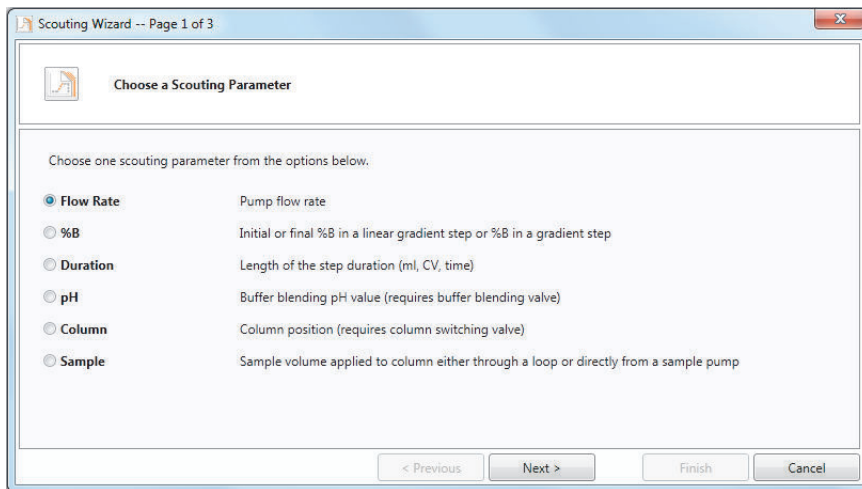 Scouting Wizard -- Page 1 of 3
Choose a Scouting Parameter
Choose one scouting parameter from the options below.
Flow Rate Pump flow rate
%B Initial or final %B in a linear gradient step or %B in a gradient step
Duration Length of the step duration (ml, CV, time)
pH Buffer blending pH value (requires buffer blending valve)
Column Column position (requires column switching valve)
Sample Sample volume applied to column either through a loop or directly from a sample pump
< Previous Next > Finish Cancel